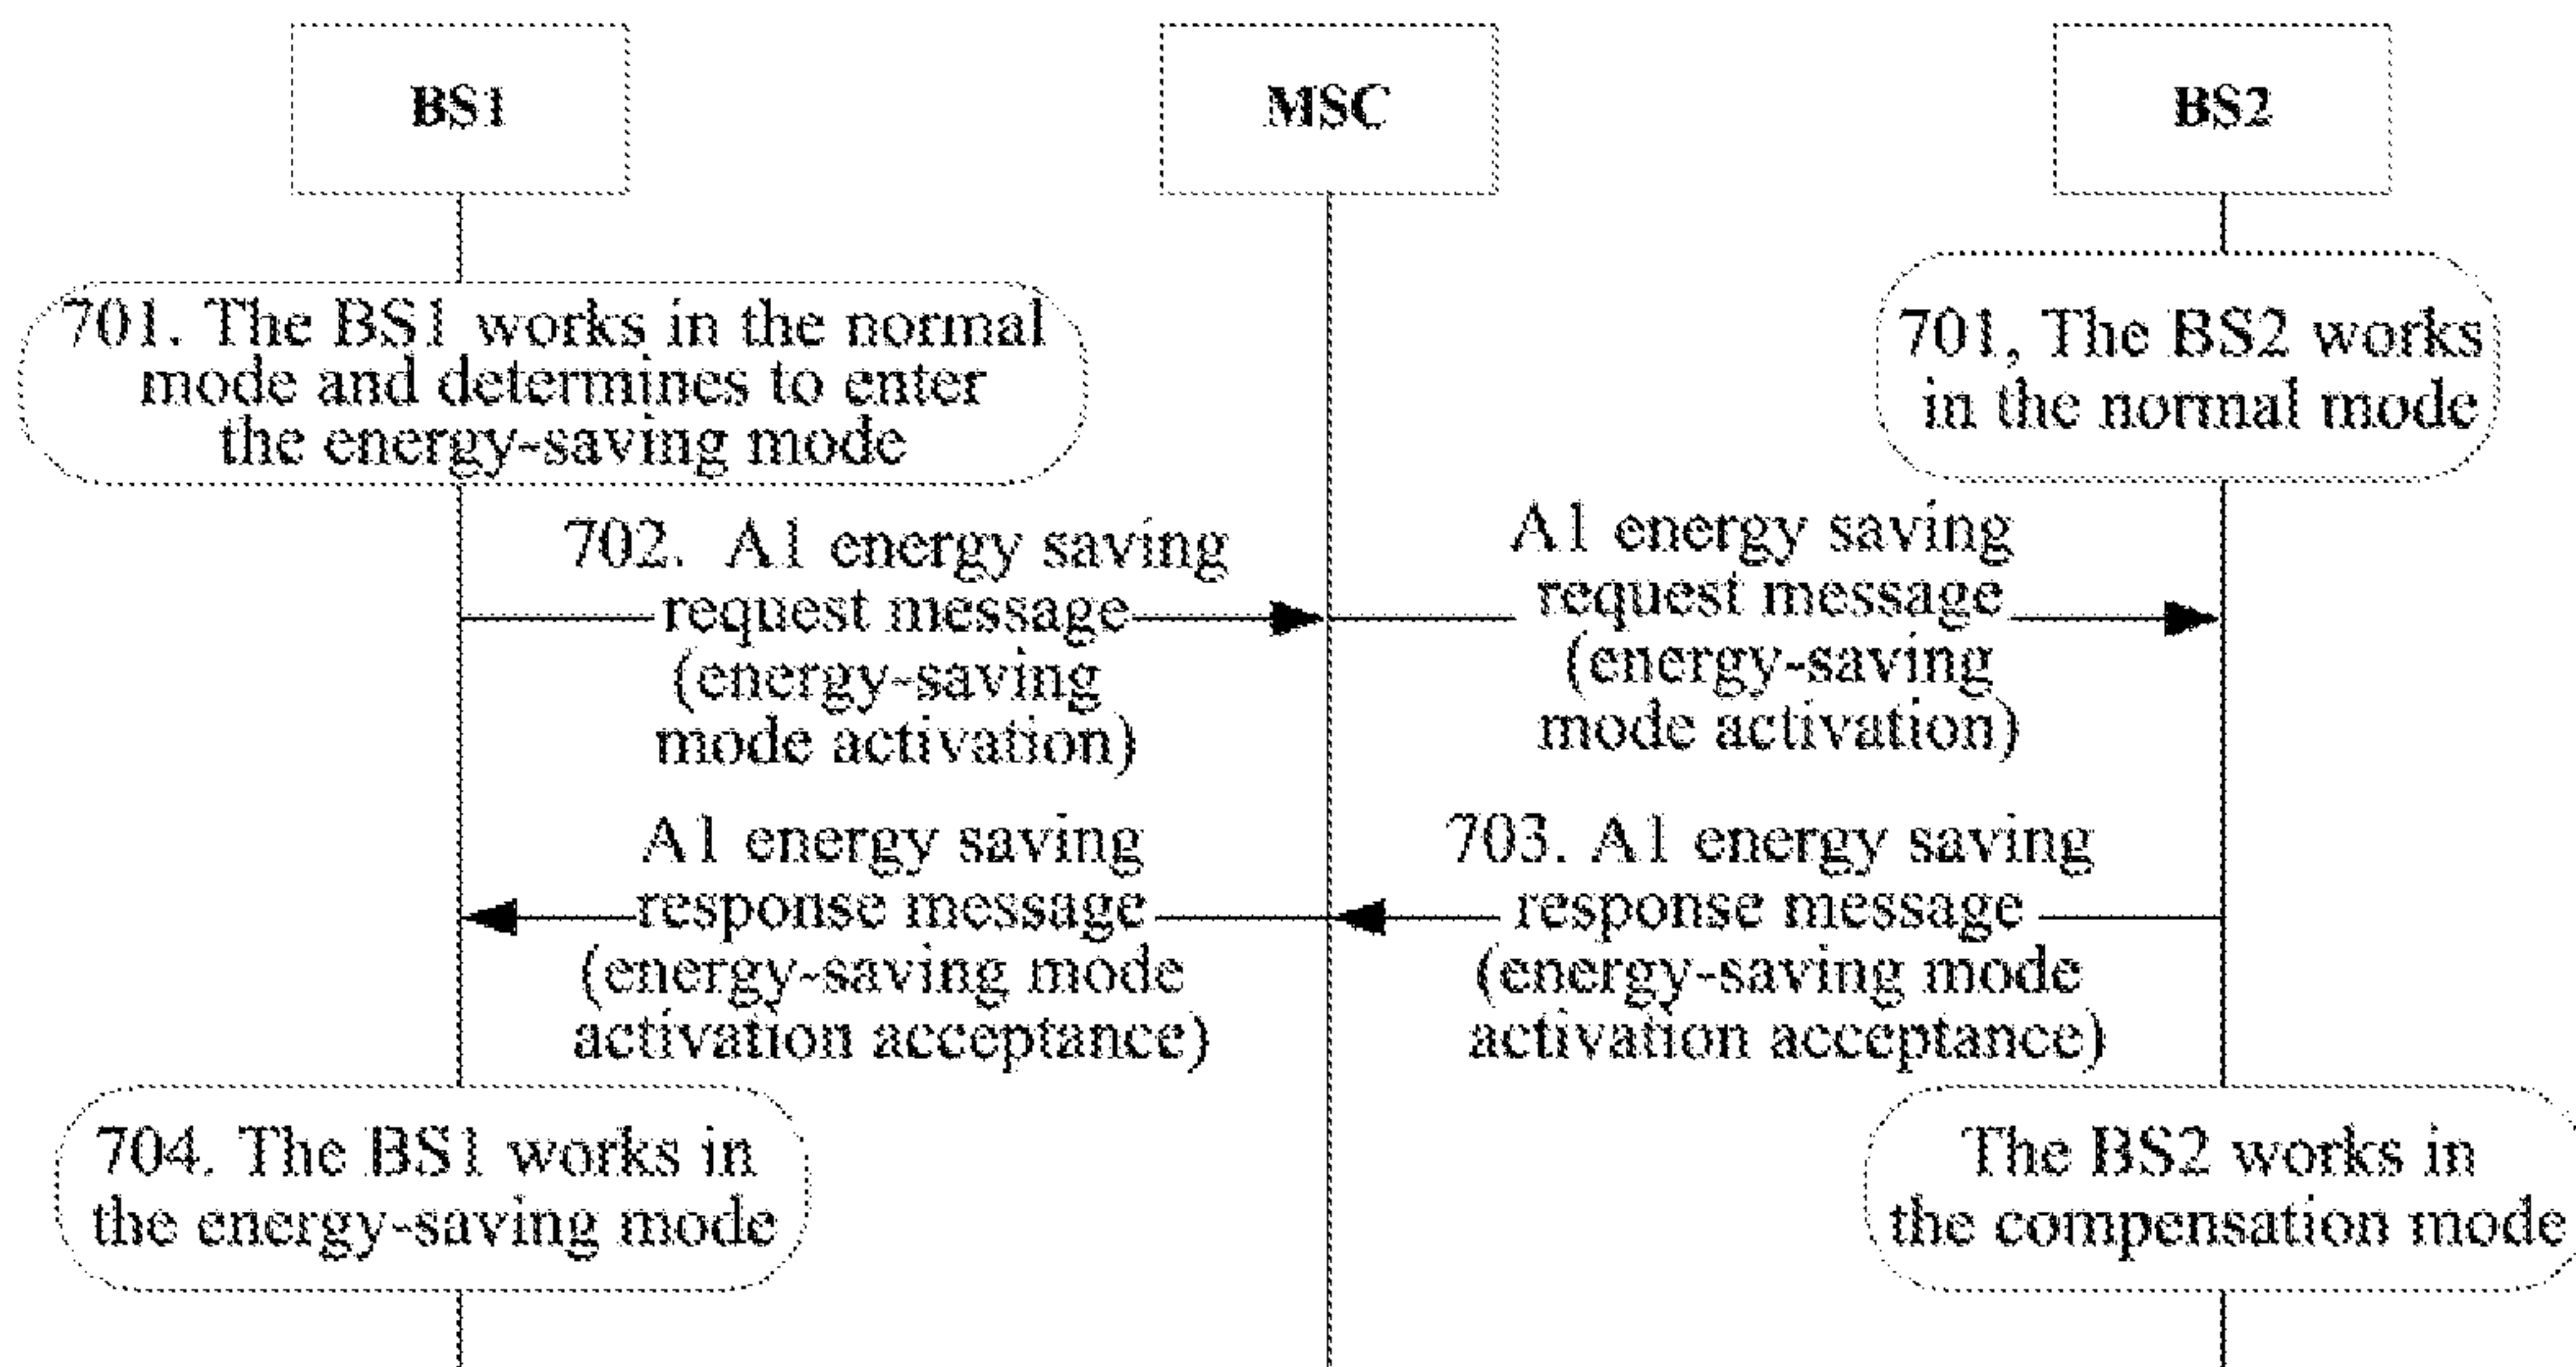 BS1
MSC
BS2
701. The BS1 works in the normal
mode and determines to enter
the energy-saving mode
701, The BS2 works
in the normal mode
702. A1 energy saving
request message
(energy-saving
mode activation)
A1 energy saving
request message
(energy-saving
mode activation)
A1 energy saving
response message
(energy-saving mode
activation acceptance)
703. A1 energy saving
response message
(energy-saving mode
activation acceptance)
704. The BS1 works in
the energy-saving mode
The BS2 works in
the compensation mode